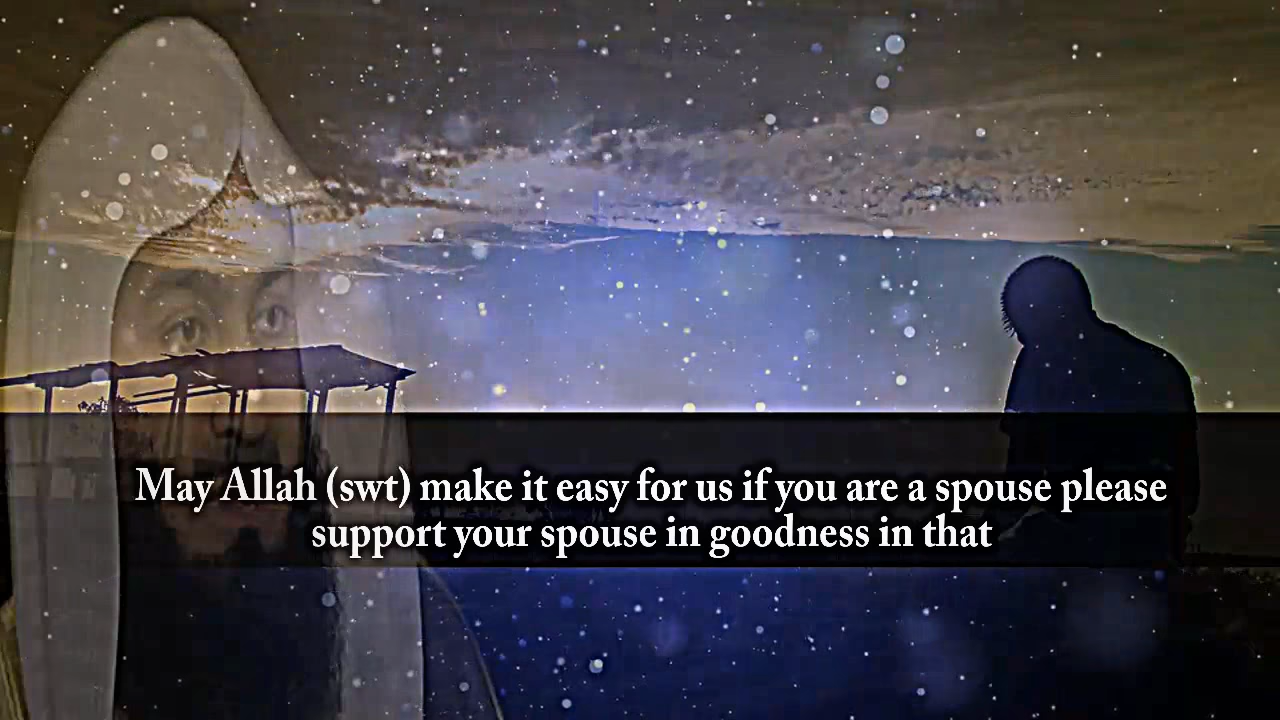 May Allah (swt) make it easy for us if you are a spouse please
support your spouse in goodness in that